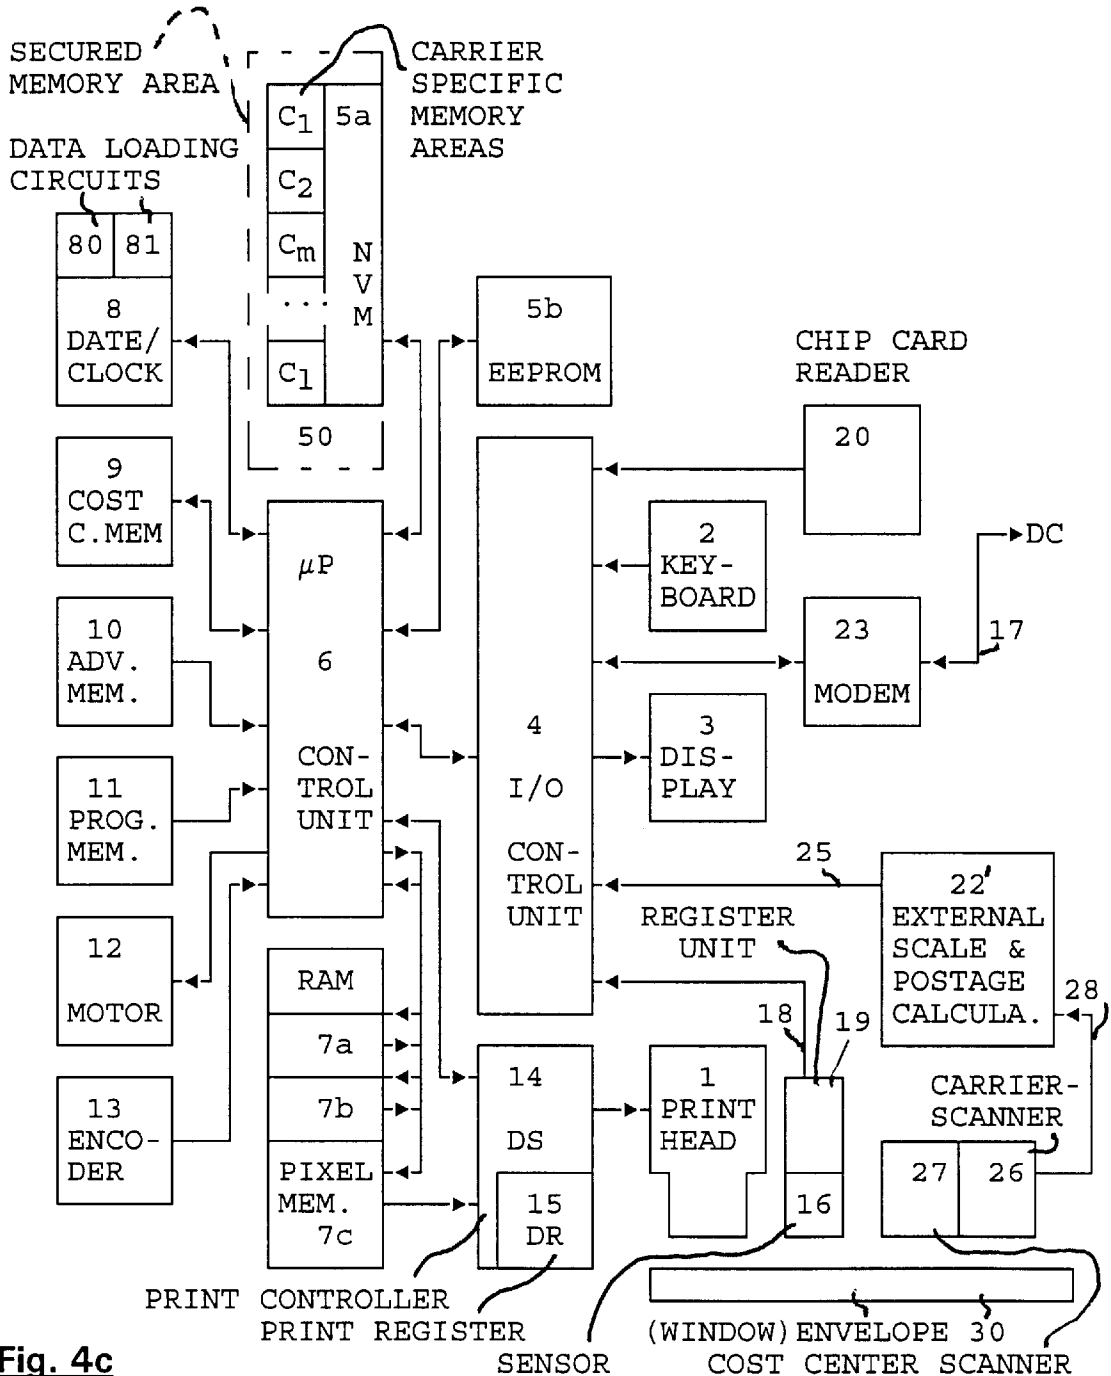 SECURED
MEMORY AREA
CARRIER
SPECIFIC
MEMORY
AREAS
DATA LOADING
CIRCUITS
C1
5a
C2
Cm
...
Cl
NVM
50
80
81
8
DATE/
CLOCK
5b
EEPROM
CHIP CARD
READER
20
9
COST
C.MEM
10
ADV.
MEM.
11
PROG.
MEM.
12
MOTOR
13
ENCO-
DER
μP
6
CON-
TROL
UNIT
RAM
7a
7b
PIXEL
MEM.
7c
4
I/O
CON-
TROL
UNIT
2
KEY-
BOARD
DC
17
23
MODEM
3
DIS-
PLAY
25
22'
EXTERNAL
SCALE &
POSTAGE
CALCULA.
28
REGISTER
UNIT
18
19
14
DS
15
DR
1
PRINT
HEAD
16
CARRIER-
SCANNER
27
26
PRINT CONTROLLER
PRINT REGISTER
SENSOR
(WINDOW) ENVELOPE 30
COST CENTER SCANNER
Fig. 4c